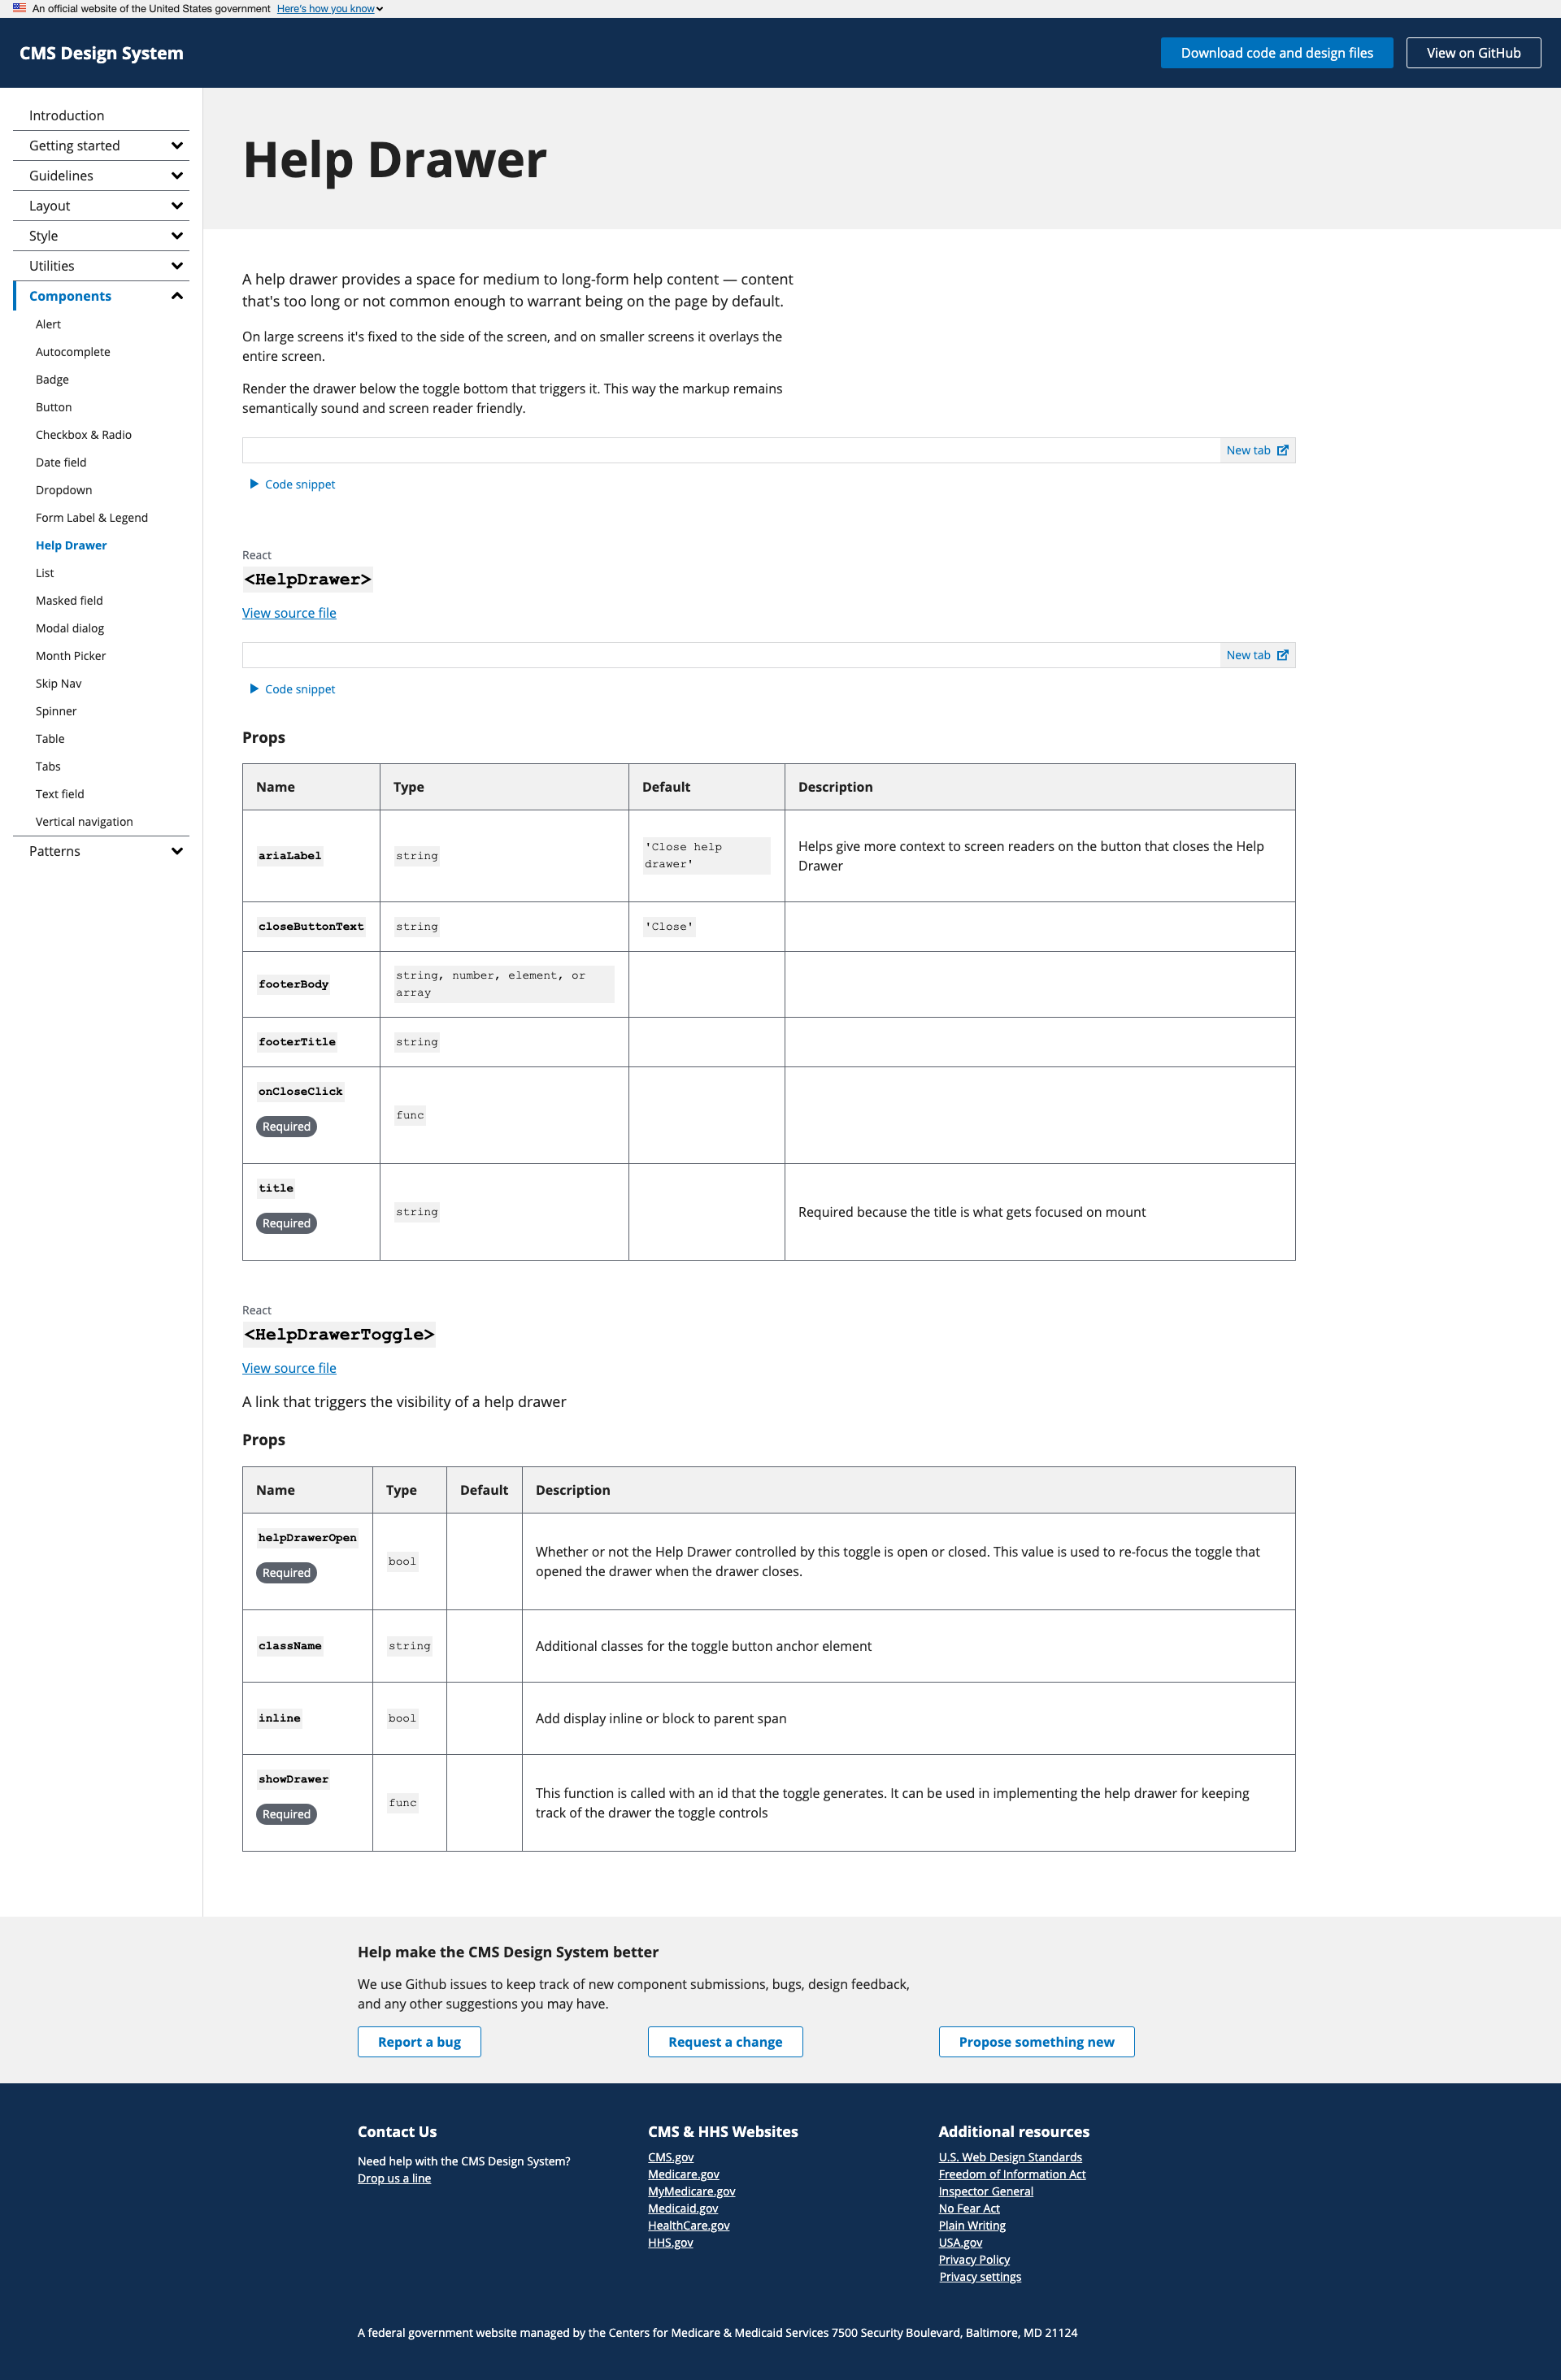 An official website of the United States government Here's how you know
CMS Design System
Download code and design files
View on GitHub
Introduction
Getting started
Guidelines
Layout
Style
Utilities
Components
Alert
Autocomplete
Badge
Button
Checkbox & Radio
Date field
Dropdown
Form Label & Legend
Help Drawer
List
Masked field
Modal dialog
Month Picker
Skip Nav
Spinner
Table
Tabs
Text field
Vertical navigation
Patterns
Help Drawer
A help drawer provides a space for medium to long-form help content — content
that's too long or not common enough to warrant being on the page by default.
On large screens it's fixed to the side of the screen, and on smaller screens it overlays the
entire screen.
Render the drawer below the toggle bottom that triggers it. This way the markup remains
semantically sound and screen reader friendly.
New tab
Code snippet
React
<HelpDrawer>
View source file
New tab
Code snippet
Props
Name Type Default Description
ariaLabel string 'Close help
drawer' Helps give more context to screen readers on the button that closes the Help
Drawer
closeButtonText string 'Close'
footerBody string, number, element, or
array
footerTitle string
onCloseClick
Required
func
title
Required
string Required because the title is what gets focused on mount
React
<HelpDrawerToggle>
View source file
A link that triggers the visibility of a help drawer
Props
Name Type Default Description
helpDrawerOpen
Required
bool
Whether or not the Help Drawer controlled by this toggle is open or closed. This value is used to re-focus the toggle that
opened the drawer when the drawer closes.
className string Additional classes for the toggle button anchor element
inline bool Add display inline or block to parent span
showDrawer
Required
func
This function is called with an id that the toggle generates. It can be used in implementing the help drawer for keeping
track of the drawer the toggle controls
Help make the CMS Design System better
We use Github issues to keep track of new component submissions, bugs, design feedback,
and any other suggestions you may have.
Report a bug
Request a change
Propose something new
Contact Us
Need help with the CMS Design System?
Drop us a line
CMS & HHS Websites
CMS.gov
Medicare.gov
MyMedicare.gov
Medicaid.gov
HealthCare.gov
HHS.gov
Additional resources
U.S. Web Design Standards
Freedom of Information Act
Inspector General
No Fear Act
Plain Writing
USA.gov
Privacy Policy
Privacy settings
A federal government website managed by the Centers for Medicare & Medicaid Services 7500 Security Boulevard, Baltimore, MD 21124